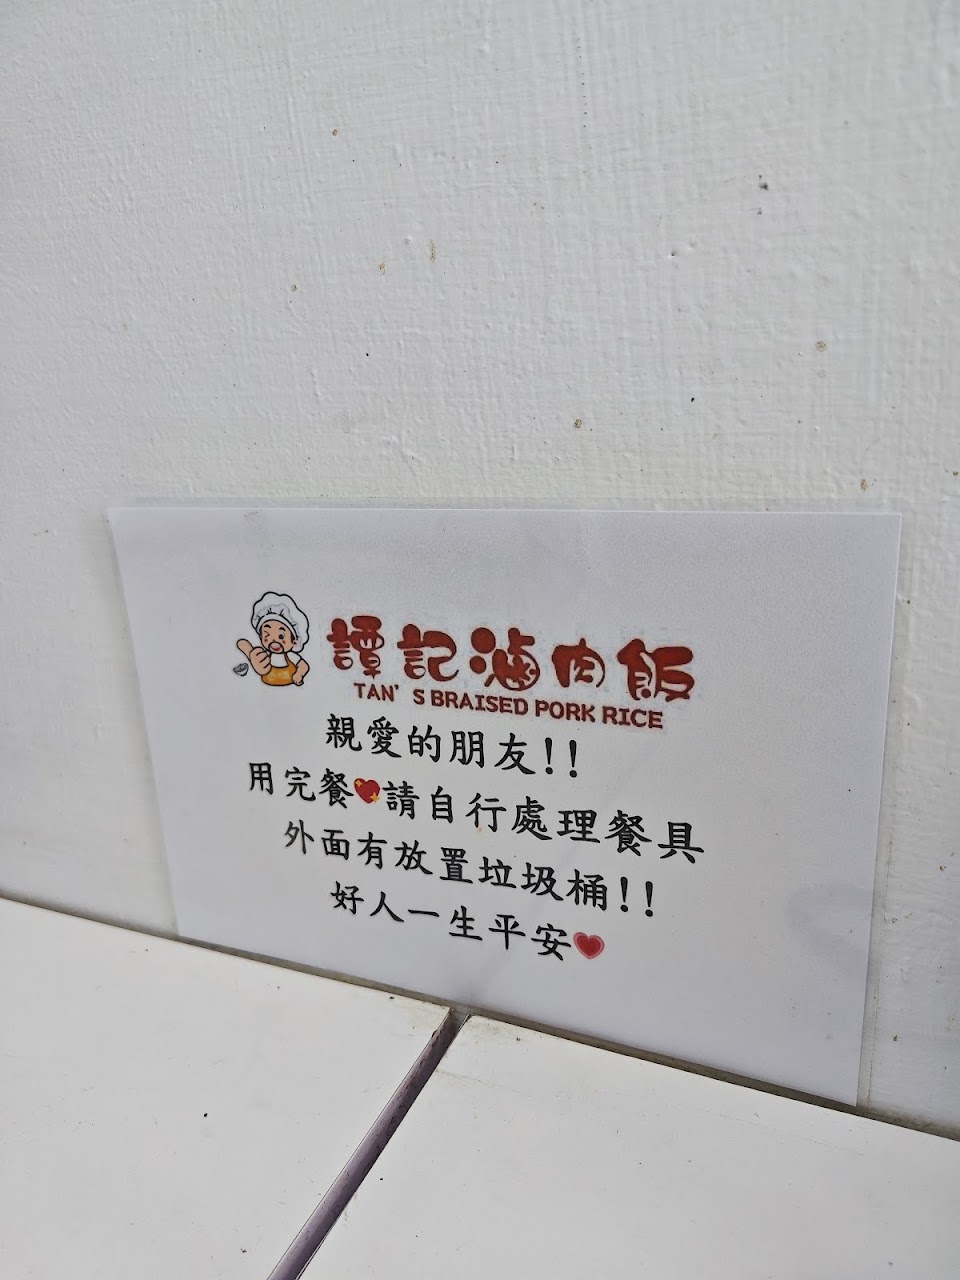 譚記滷肉飯
TAN'S BRAISED PORK RICE
親愛的朋友!!
用完餐💖請自行處理餐具
外面有放置垃圾桶!!
好人一生平安💗